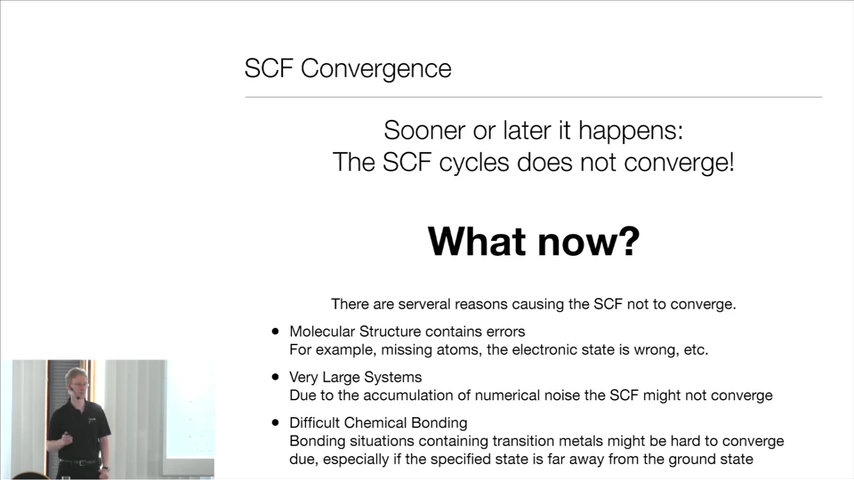 SCF Convergence
Sooner or later it happens:
The SCF cycles does not converge!
What now?
There are serveral reasons causing the SCF not to converge.
• Molecular Structure contains errors
For example, missing atoms, the electronic state is wrong, etc.
• Very Large Systems
Due to the accumulation of numerical noise the SCF might not converge
• Difficult Chemical Bonding
Bonding situations containing transition metals might be hard to converge
due, especially if the specified state is far away from the ground state